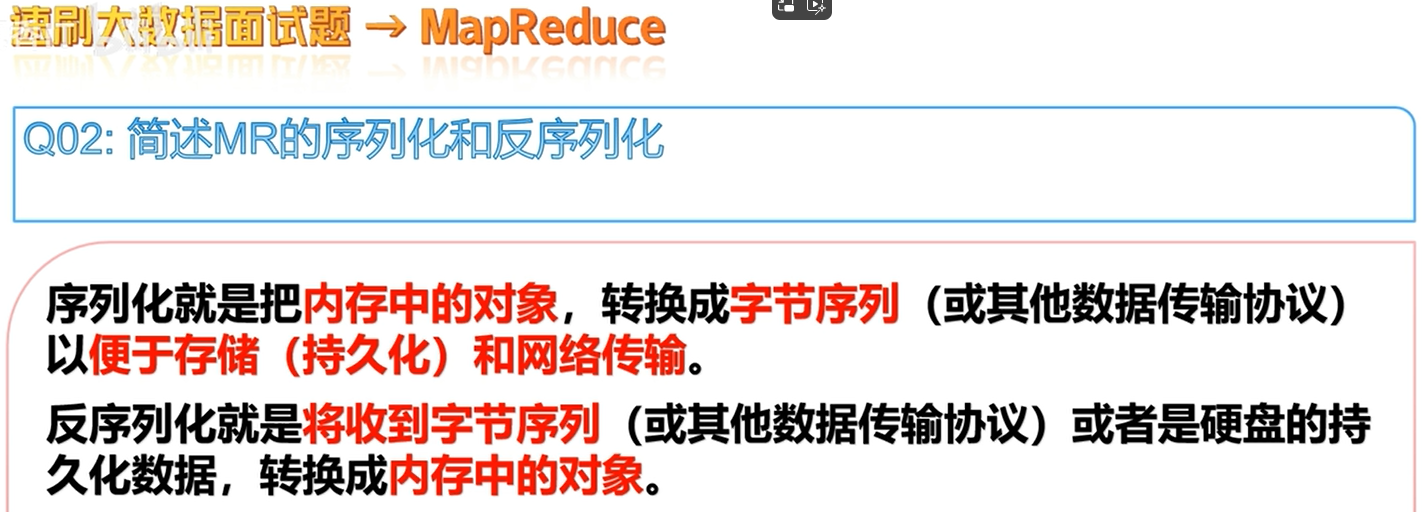 速刷大数据面试题 → MapReduce
Q02: 简述MR的序列化和反序列化
序列化就是把内存中的对象，转换成字节序列（或其他数据传输协议）
以便于存储（持久化）和网络传输。
反序列化就是将收到字节序列（或其他数据传输协议）或者是硬盘的持
久化数据，转换成内存中的对象。